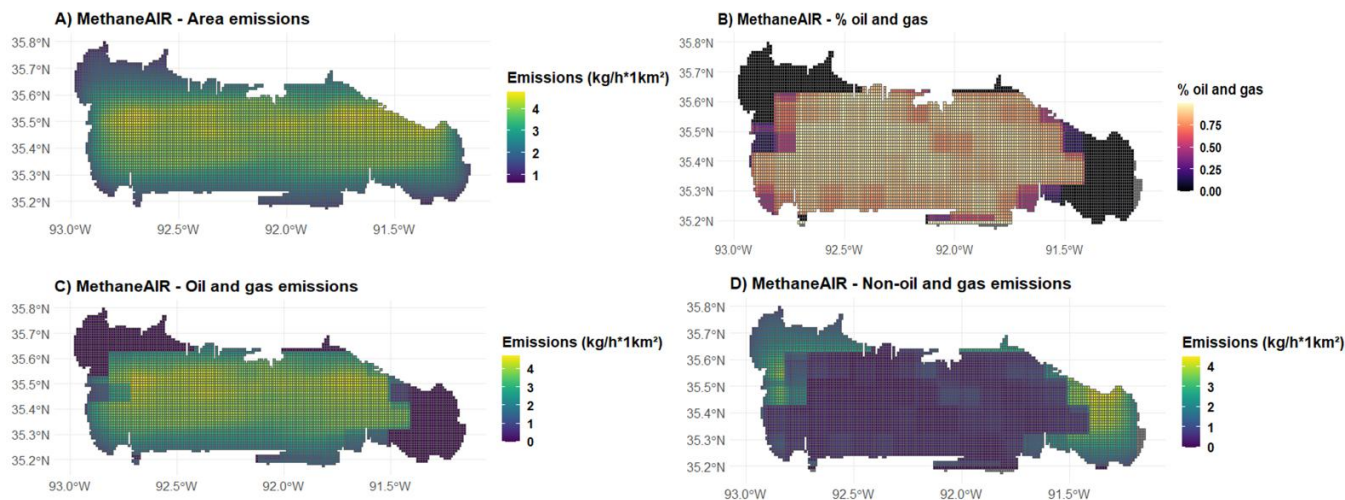 A) MethaneAIR - Area emissions
35.8°N
35.7°N
35.6°N
35.5°N
35.4°N
35.3°N
35.2°N
93.0°W 92.5°W 92.0°W 91.5°W
Emissions (kg/h*1km²)
4
3
2
1
B) MethaneAIR - % oil and gas
35.8°N
35.7°N
35.6°N
35.5°N
35.4°N
35.3°N
35.2°N
93.0°W 92.5°W 92.0°W 91.5°W
% oil and gas
0.75
0.50
0.25
0.00
C) MethaneAIR - Oil and gas emissions
35.8°N
35.7°N
35.6°N
35.5°N
35.4°N
35.3°N
35.2°N
93.0°W 92.5°W 92.0°W 91.5°W
Emissions (kg/h*1km²)
4
3
2
1
0
D) MethaneAIR - Non-oil and gas emissions
35.8°N
35.7°N
35.6°N
35.5°N
35.4°N
35.3°N
35.2°N
93.0°W 92.5°W 92.0°W 91.5°W
Emissions (kg/h*1km²)
4
3
2
1
0